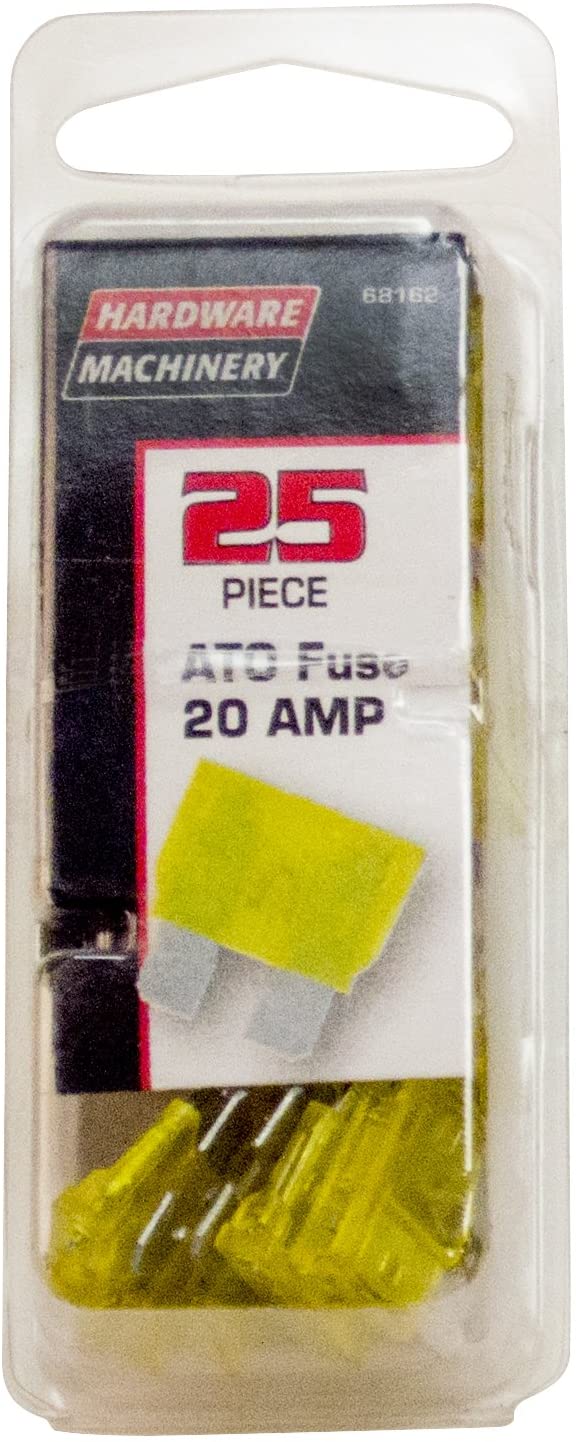 HARDWARE
MACHINERY
68162
25
PIECE
ATO Fuse
20 AMP